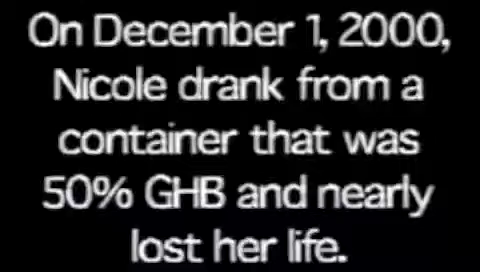 On December 1, 2000,
Nicole drank from a
container that was
50% GHB and nearly
lost her life.